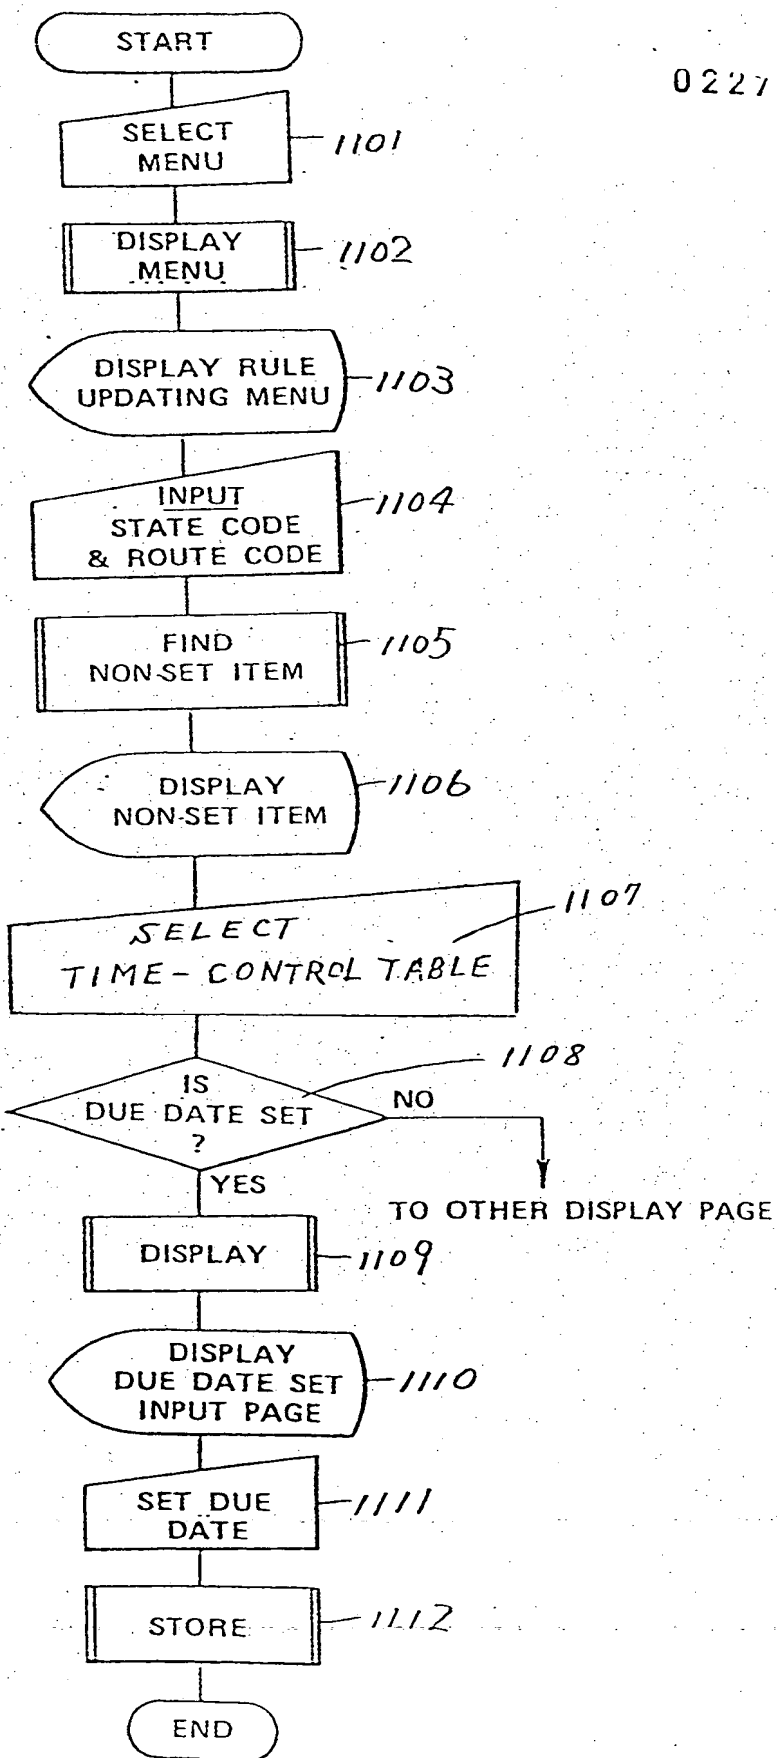 START
0227
SELECT
MENU
1101
DISPLAY
MENU
1102
DISPLAY RULE
UPDATING MENU
1103
INPUT
STATE CODE
& ROUTE CODE
1104
FIND
NON-SET ITEM
1105
DISPLAY
NON-SET ITEM
1106
SELECT
TIME-CONTROL TABLE
1107
IS
DUE DATE SET
?
1108
NO
YES
TO OTHER DISPLAY PAGE
DISPLAY
1109
DISPLAY
DUE DATE SET
INPUT PAGE
1110
SET DUE
DATE
1111
STORE
1112
END